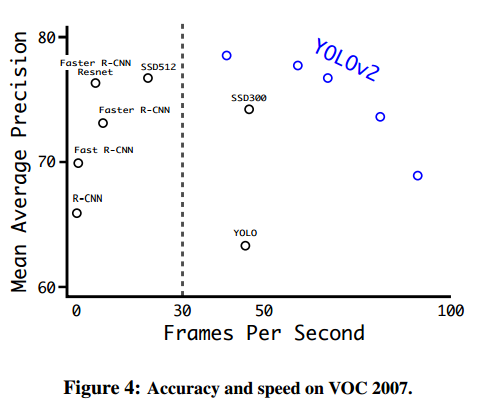 80
Faster R-CNN
Resnet
SSD512
YOLOv2
SSD300
Faster R-CNN
70
Fast R-CNN
R-CNN
YOLO
60
Mean Average Precision
0
30
50
100
Frames Per Second
Figure 4: Accuracy and speed on VOC 2007.